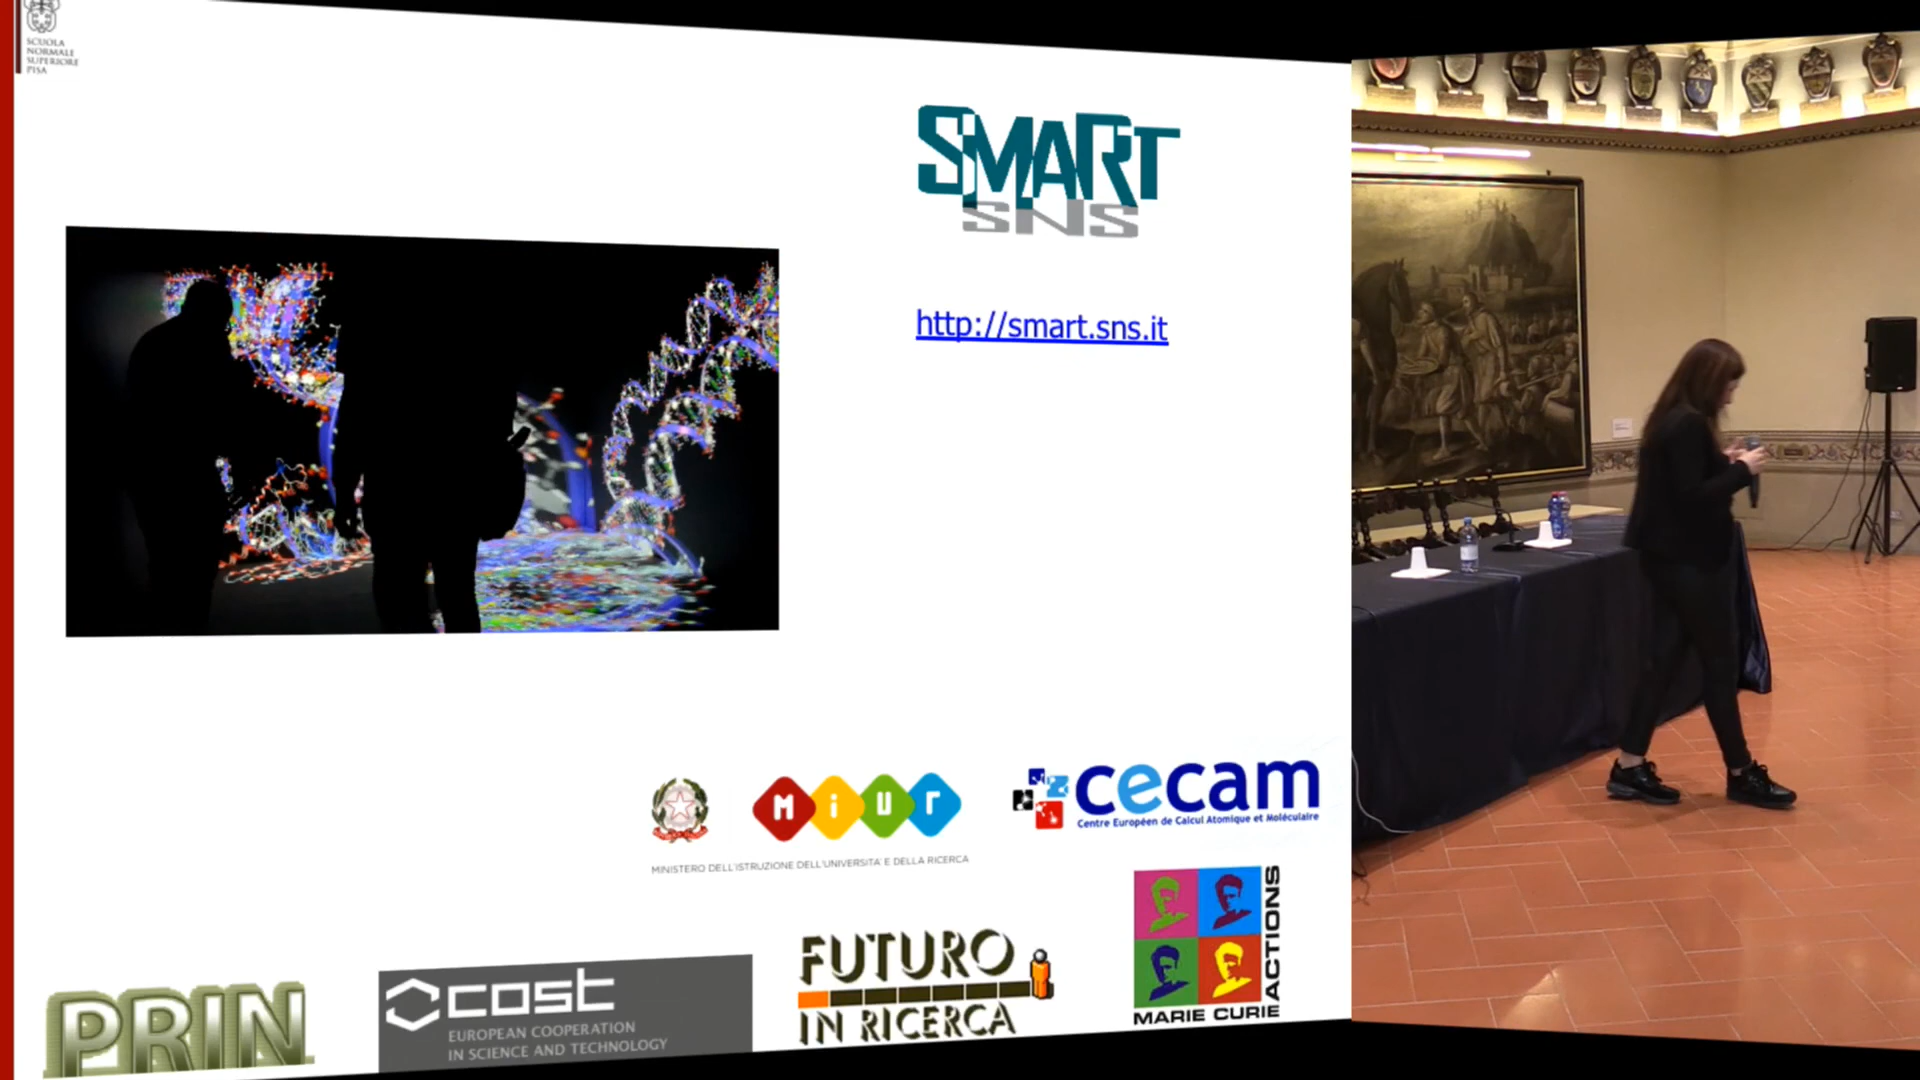 SCUOLA
NORMALE
SUPERIORE
PISA
SMART
SNS
http://smart.sns.it
MIUR
MINISTERO DELL'ISTRUZIONE DELL'UNIVERSITA' E DELLA RICERCA
cecam
Centre Européen de Calcul Atomique et Moléculaire
PRIN
cost
EUROPEAN COOPERATION
IN SCIENCE AND TECHNOLOGY
FUTURO
IN RICERCA
MARIE CURIE
ACTIONS